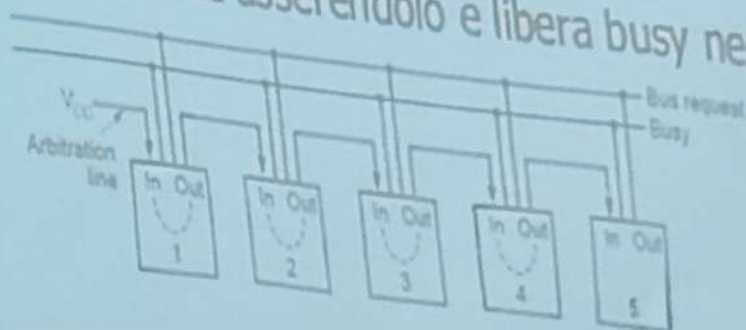 asserendolo e libera busy ne
Bus request
Busy
Vcc
Arbitration
line
In Out
In Out
In Out
In Out
In Out
1
2
3
4
5